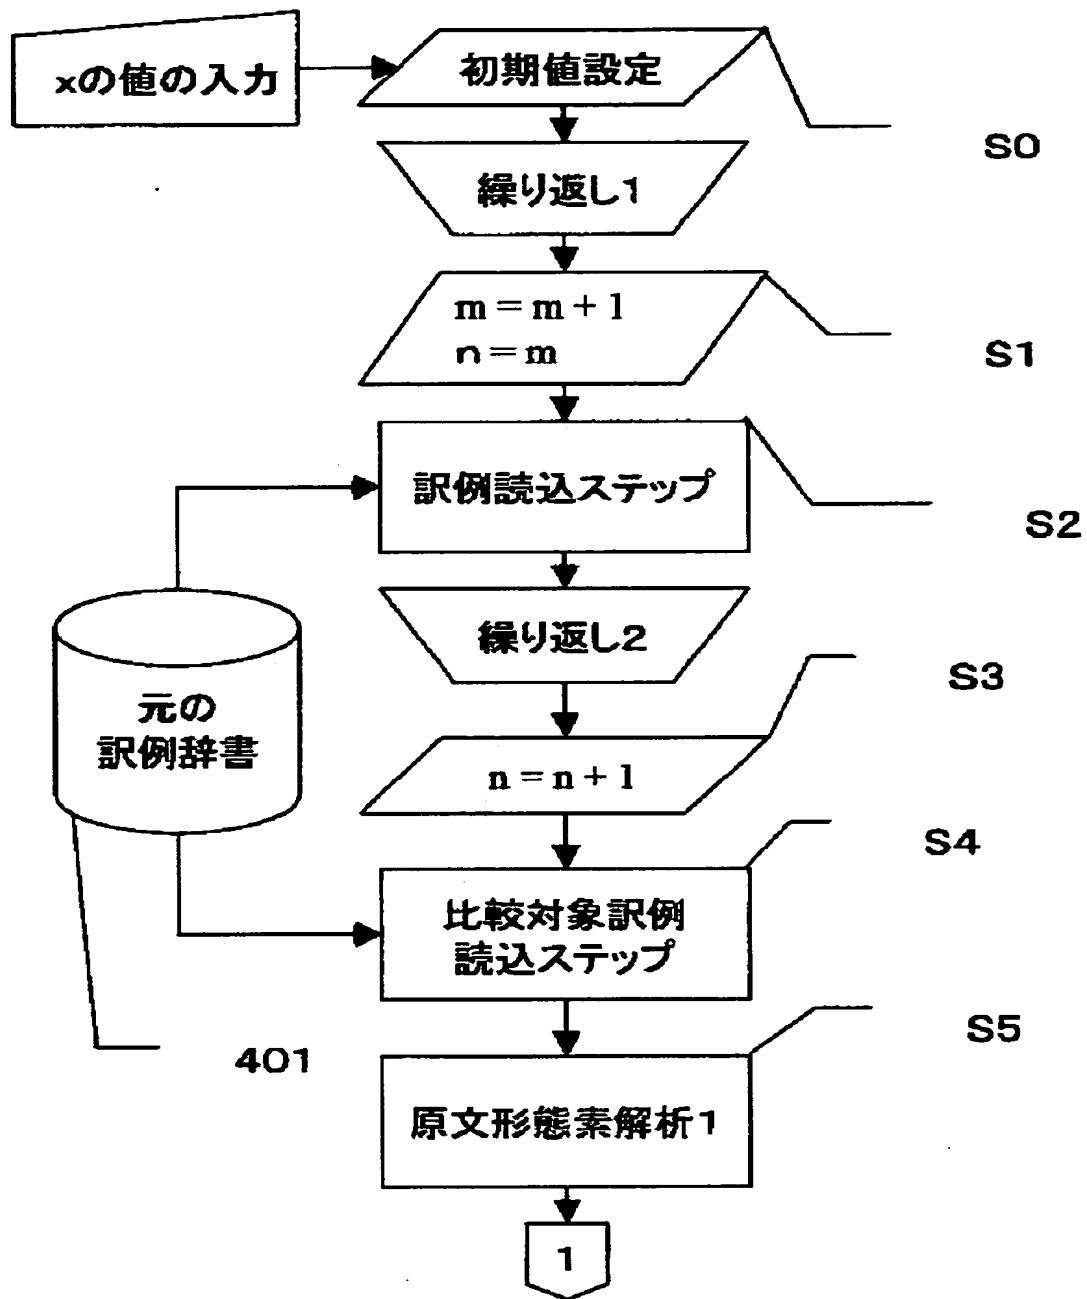 xの値の入力
初期値設定
S0
繰り返し1
m = m + 1
n = m
S1
訳例読込ステップ
S2
繰り返し2
S3
元の
訳例辞書
n = n + 1
S4
比較対象訳例
読込ステップ
S5
401
原文形態素解析1
1